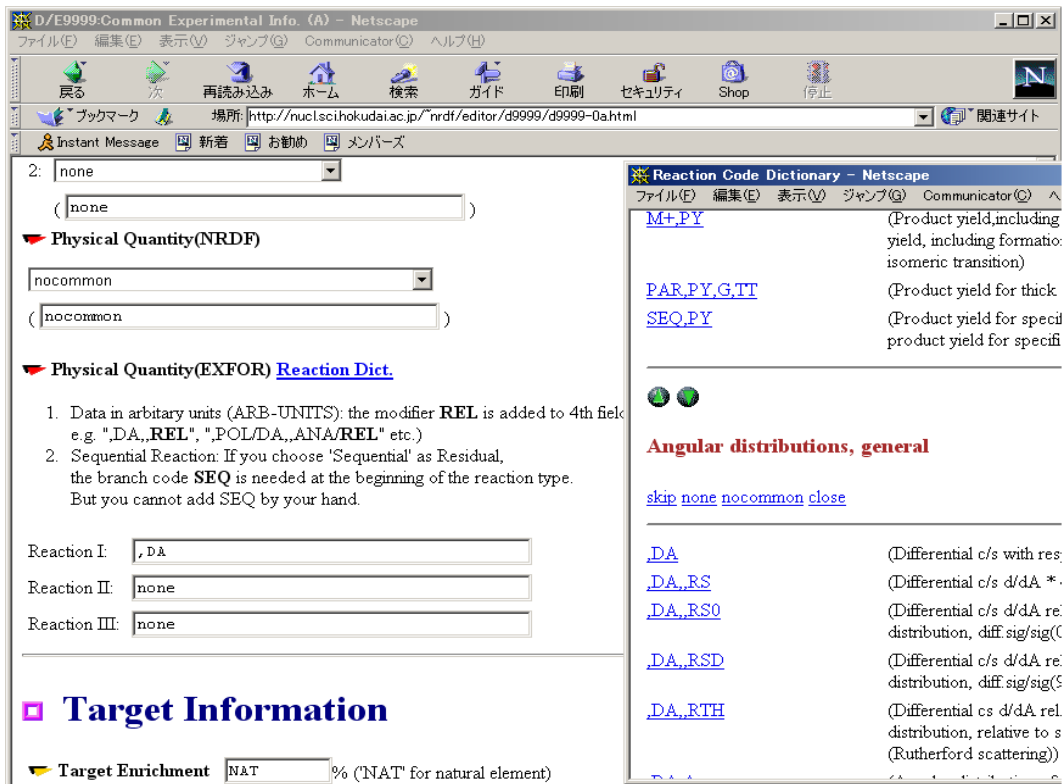 D/E9999:Common Experimental Info. (A) - Netscape
ファイル(F) 編集(E) 表示(V) ジャンプ(G) Communicator(C) ヘルプ(H)
戻る 次 再読み込み ホーム 検索 ガイド 印刷 セキュリティ Shop 停止 N
ブックマーク 場所: http://nucl.sci.hokudai.ac.jp/~nrdf/editor/d9999/d9999-0a.html 関連サイト
Instant Message 新着 お勧め メンバーズ
2: none
( none )
Physical Quantity(NRDF)
nocommon
( nocommon )
Physical Quantity(EXFOR) Reaction Dict.
1. Data in arbitary units (ARB-UNITS): the modifier REL is added to 4th field
e.g. ",DA,,REL", ",POL/DA,,ANA/REL" etc.)
2. Sequential Reaction: If you choose 'Sequential' as Residual,
the branch code SEQ is needed at the beginning of the reaction type.
But you cannot add SEQ by your hand.
Reaction I: ,DA
Reaction II: none
Reaction III: none
Target Information
Target Enrichment NAT % ('NAT' for natural element)
Reaction Code Dictionary - Netscape
ファイル(F) 編集(E) 表示(V) ジャンプ(G) Communicator(C) ヘ
M+,PY (Product yield,including
yield, including formatio
isomeric transition)
PAR,PY,G,TT (Product yield for thick
SEQ,PY (Product yield for specif
product yield for specifi
Angular distributions, general
skip none nocommon close
,DA (Differential c/s with res
,DA,,RS (Differential c/s d/dA *
,DA,,RS0 (Differential c/s d/dA re
distribution, diff.sig/sig(0
,DA,,RSD (Differential c/s d/dA re
distribution, diff.sig/sig(9
,DA,,RTH (Differential cs d/dA rel.
distribution, relative to s
(Rutherford scattering))